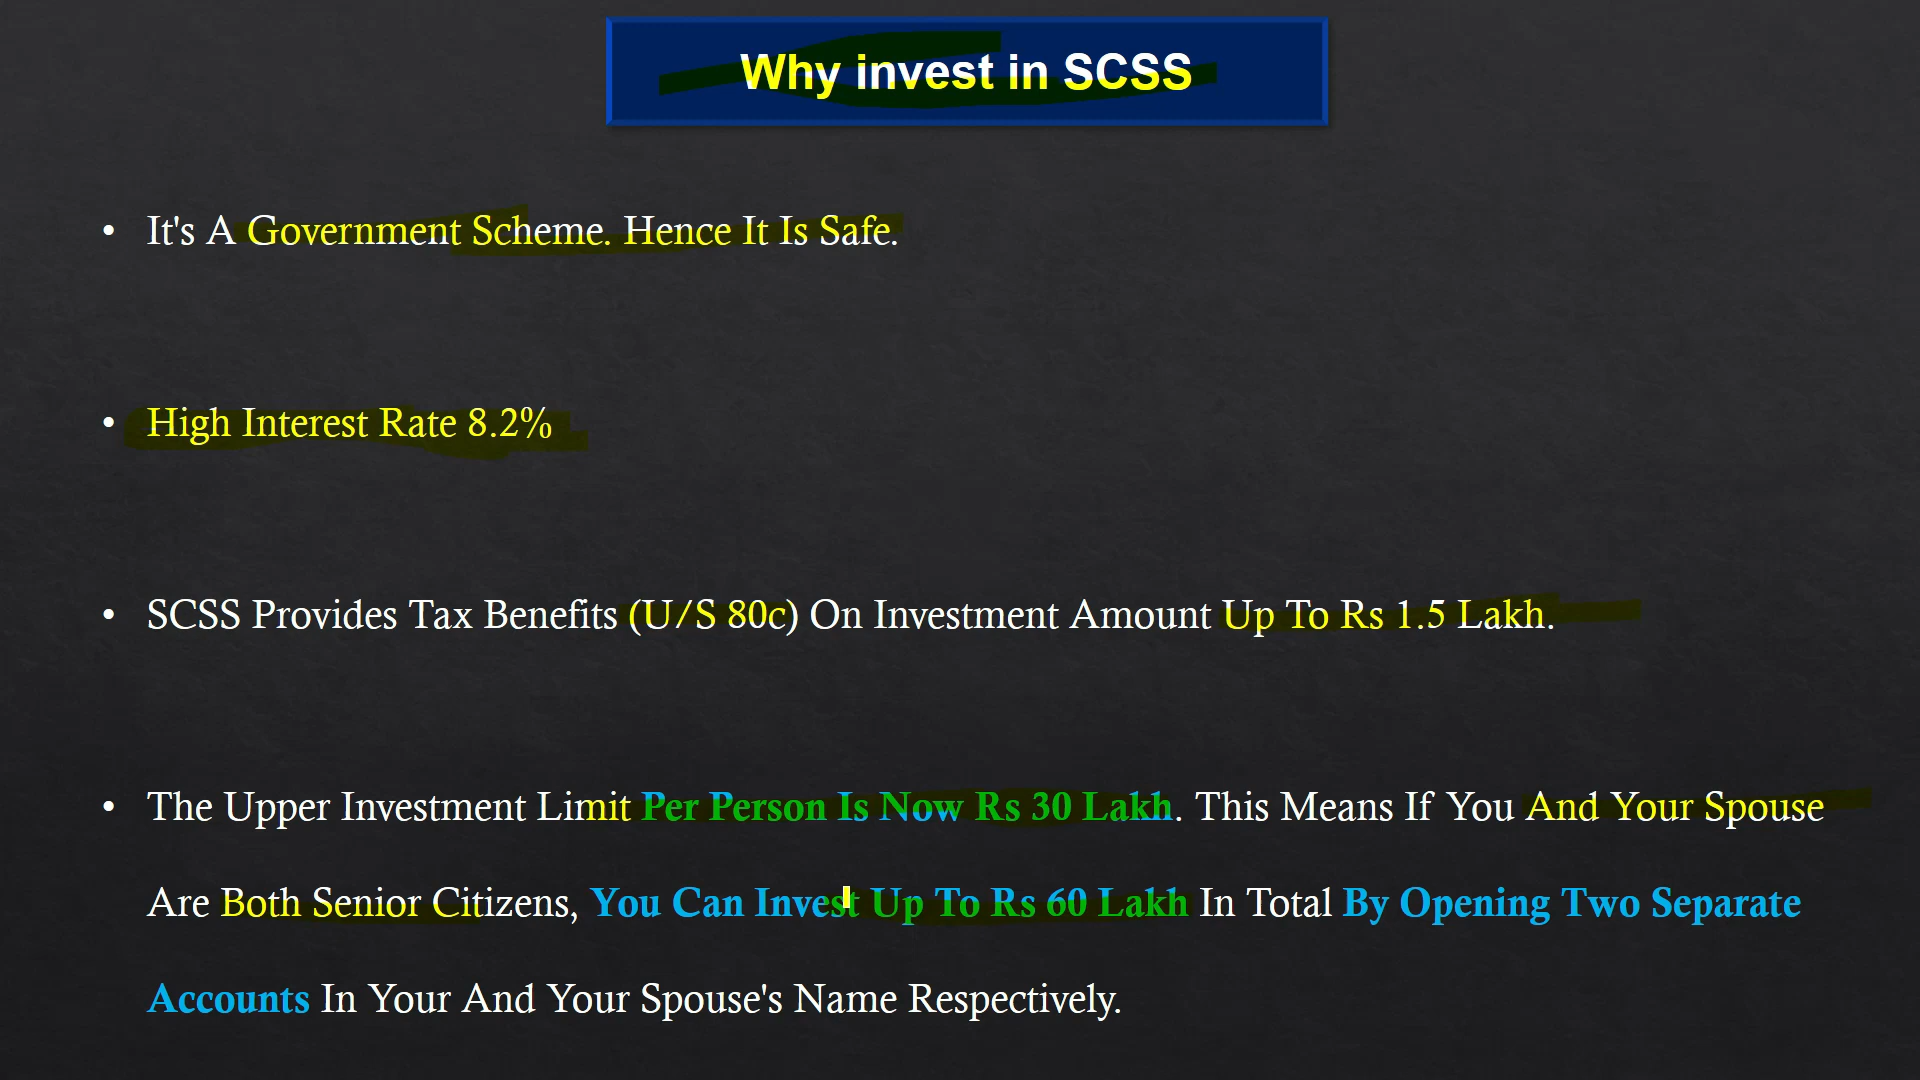 Why invest in SCSS
• It's A Government Scheme. Hence It Is Safe.
• High Interest Rate 8.2%
• SCSS Provides Tax Benefits (U/S 80c) On Investment Amount Up To Rs 1.5 Lakh.
• The Upper Investment Limit Per Person Is Now Rs 30 Lakh. This Means If You And Your Spouse
Are Both Senior Citizens, You Can Invest Up To Rs 60 Lakh In Total By Opening Two Separate
Accounts In Your And Your Spouse's Name Respectively.